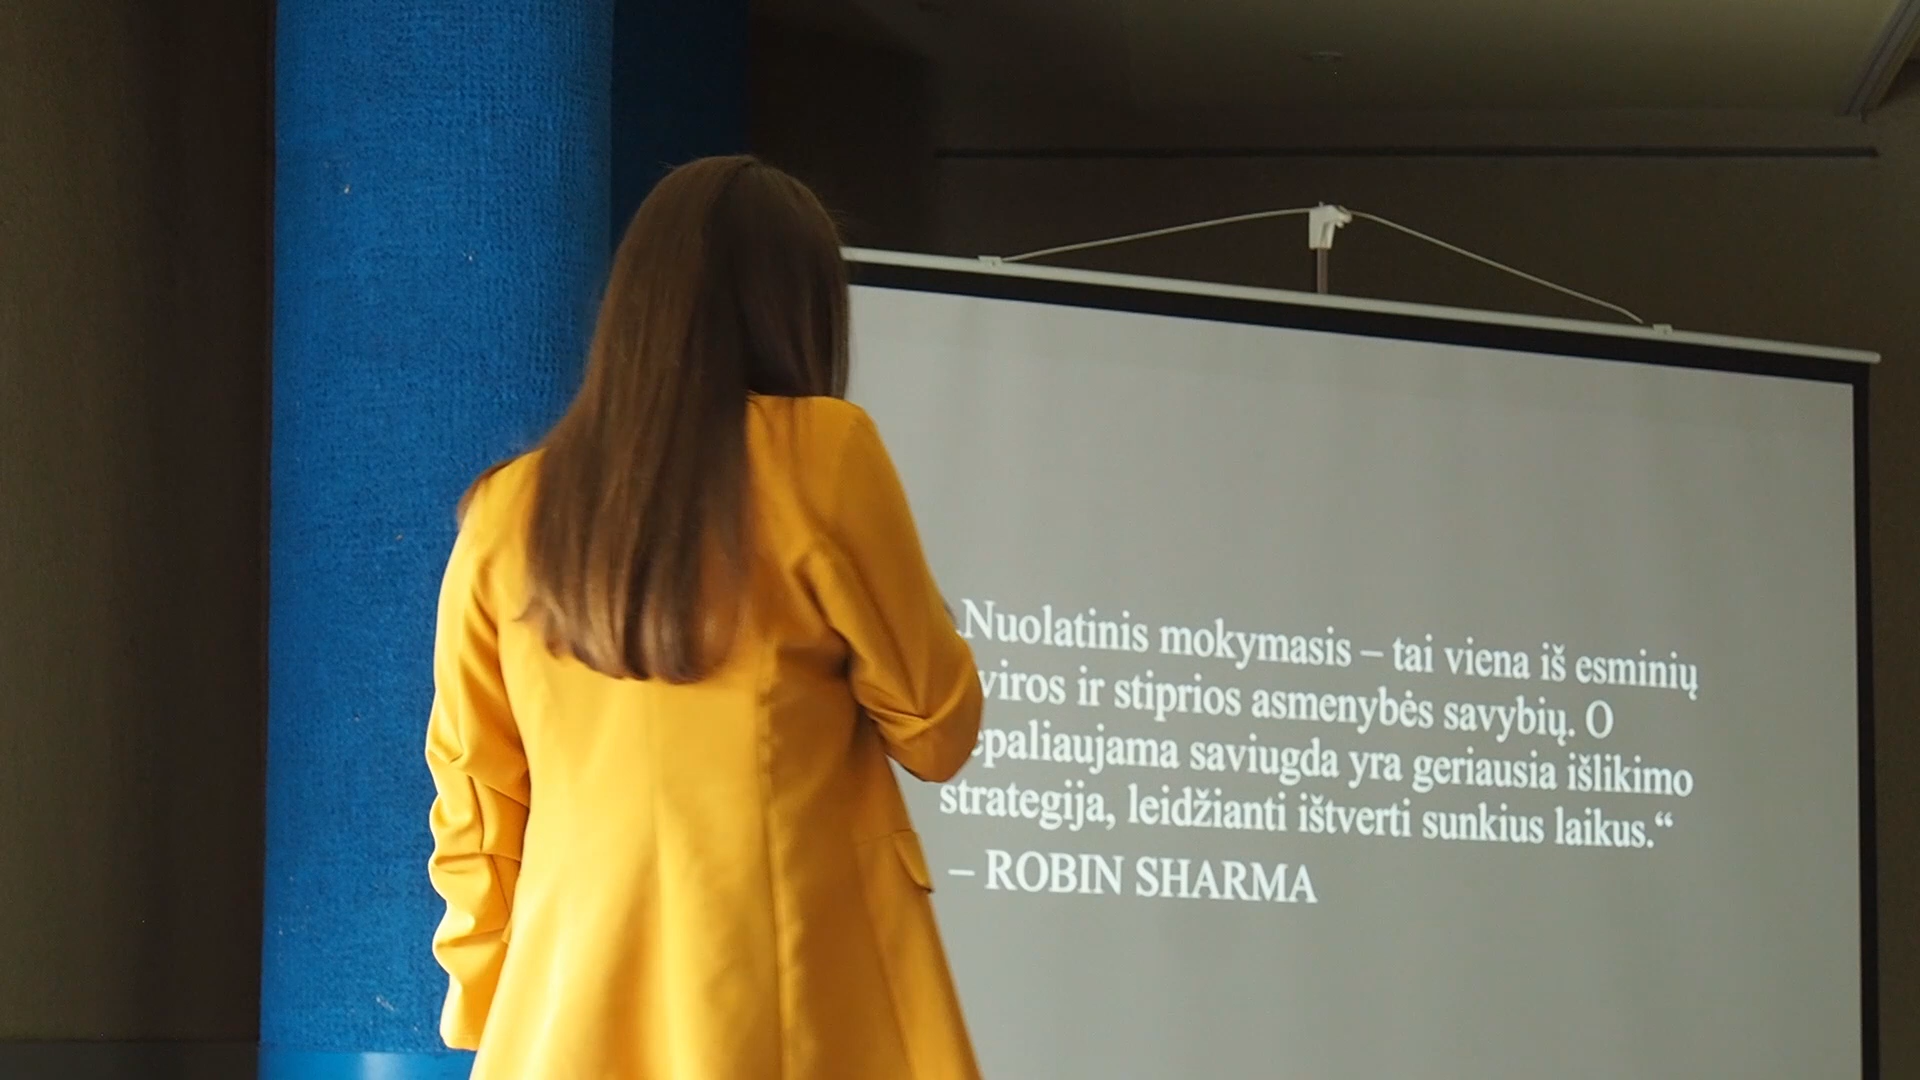 „Nuolatinis mokymasis – tai viena iš esminių
ir stiprios asmenybės savybių. O
saviugda yra geriausia išlikimo
strategija, leidžianti ištverti sunkius laikus.“
– ROBIN SHARMA